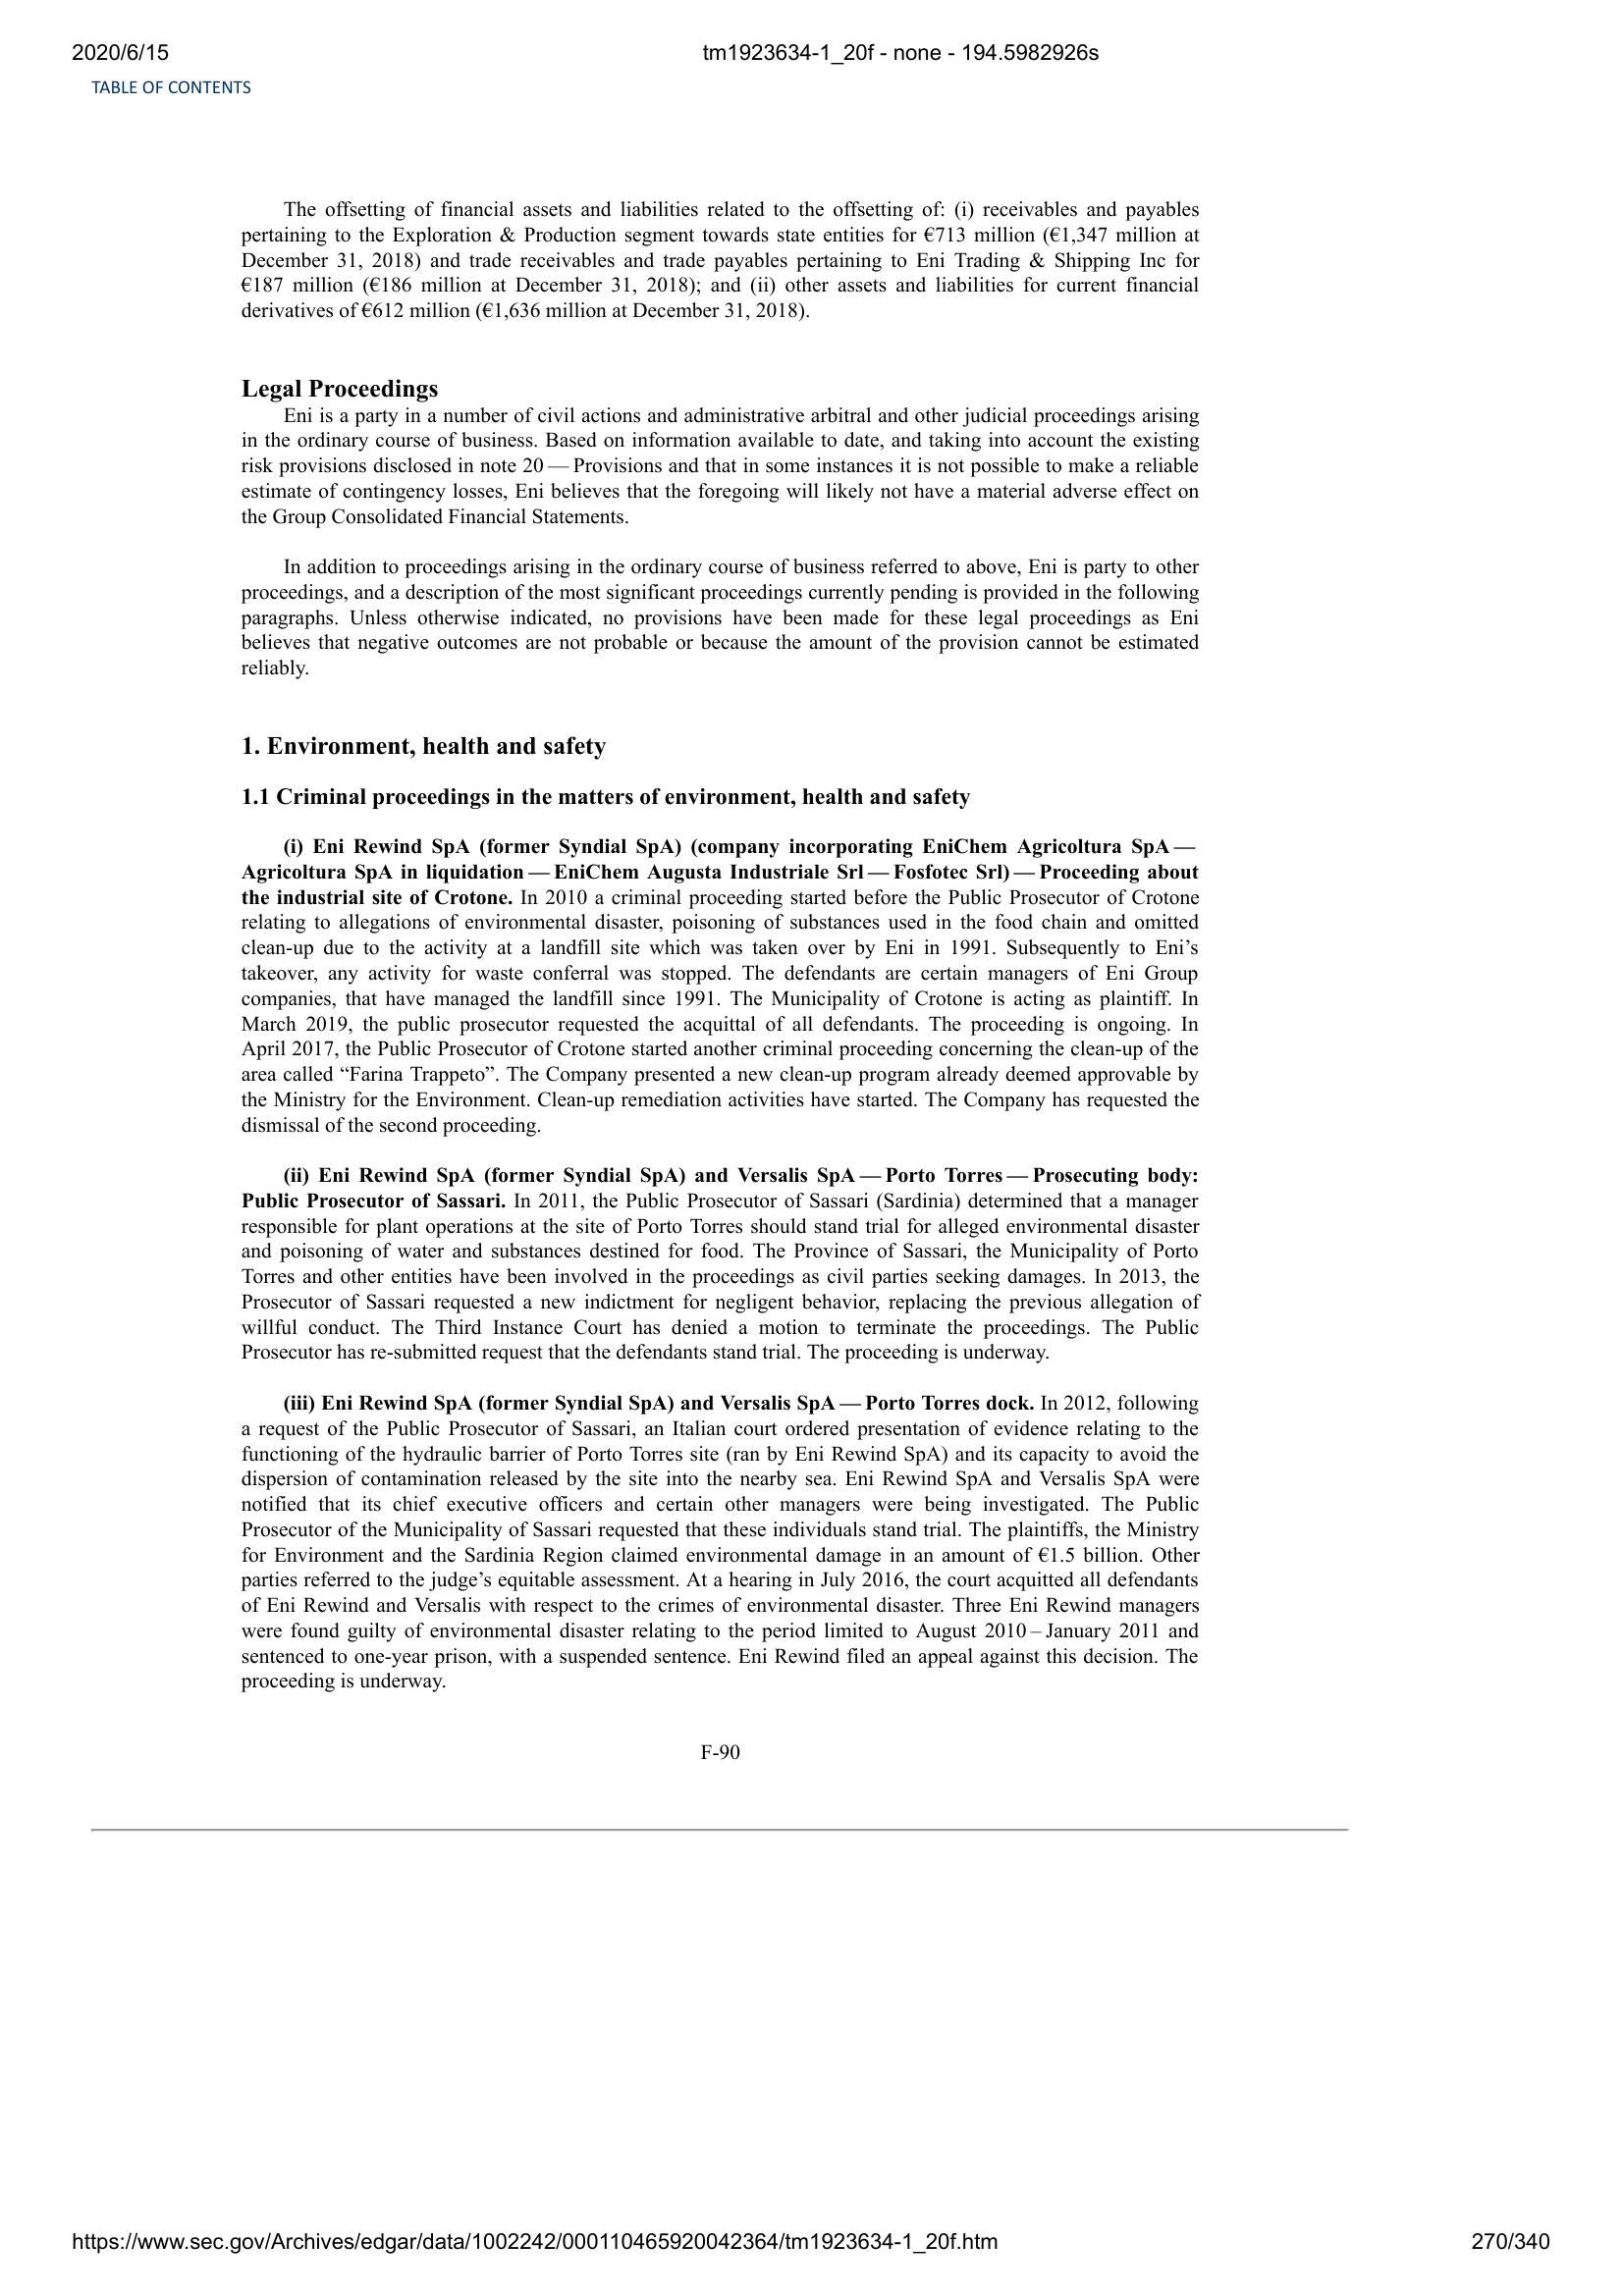 2020/6/15
tm1923634-1_20f - none - 194.5982926s
TABLE OF CONTENTS
The offsetting of financial assets and liabilities related to the offsetting of: (i) receivables and payables
pertaining to the Exploration & Production segment towards state entities for €713 million (€1,347 million at
December 31, 2018) and trade receivables and trade payables pertaining to Eni Trading & Shipping Inc for
€187 million (€186 million at December 31, 2018); and (ii) other assets and liabilities for current financial
derivatives of €612 million (€1,636 million at December 31, 2018).
Legal Proceedings
Eni is a party in a number of civil actions and administrative arbitral and other judicial proceedings arising
in the ordinary course of business. Based on information available to date, and taking into account the existing
risk provisions disclosed in note 20 — Provisions and that in some instances it is not possible to make a reliable
estimate of contingency losses, Eni believes that the foregoing will likely not have a material adverse effect on
the Group Consolidated Financial Statements.
In addition to proceedings arising in the ordinary course of business referred to above, Eni is party to other
proceedings, and a description of the most significant proceedings currently pending is provided in the following
paragraphs. Unless otherwise indicated, no provisions have been made for these legal proceedings as Eni
believes that negative outcomes are not probable or because the amount of the provision cannot be estimated
reliably.
1. Environment, health and safety
1.1 Criminal proceedings in the matters of environment, health and safety
(i) Eni Rewind SpA (former Syndial SpA) (company incorporating EniChem Agricoltura SpA —
Agricoltura SpA in liquidation — EniChem Augusta Industriale Srl — Fosfotec Srl) — Proceeding about
the industrial site of Crotone. In 2010 a criminal proceeding started before the Public Prosecutor of Crotone
relating to allegations of environmental disaster, poisoning of substances used in the food chain and omitted
clean-up due to the activity at a landfill site which was taken over by Eni in 1991. Subsequently to Eni’s
takeover, any activity for waste conferral was stopped. The defendants are certain managers of Eni Group
companies, that have managed the landfill since 1991. The Municipality of Crotone is acting as plaintiff. In
March 2019, the public prosecutor requested the acquittal of all defendants. The proceeding is ongoing. In
April 2017, the Public Prosecutor of Crotone started another criminal proceeding concerning the clean-up of the
area called “Farina Trappeto”. The Company presented a new clean-up program already deemed approvable by
the Ministry for the Environment. Clean-up remediation activities have started. The Company has requested the
dismissal of the second proceeding.
(ii) Eni Rewind SpA (former Syndial SpA) and Versalis SpA — Porto Torres — Prosecuting body:
Public Prosecutor of Sassari. In 2011, the Public Prosecutor of Sassari (Sardinia) determined that a manager
responsible for plant operations at the site of Porto Torres should stand trial for alleged environmental disaster
and poisoning of water and substances destined for food. The Province of Sassari, the Municipality of Porto
Torres and other entities have been involved in the proceedings as civil parties seeking damages. In 2013, the
Prosecutor of Sassari requested a new indictment for negligent behavior, replacing the previous allegation of
willful conduct. The Third Instance Court has denied a motion to terminate the proceedings. The Public
Prosecutor has re-submitted request that the defendants stand trial. The proceeding is underway.
(iii) Eni Rewind SpA (former Syndial SpA) and Versalis SpA — Porto Torres dock. In 2012, following
a request of the Public Prosecutor of Sassari, an Italian court ordered presentation of evidence relating to the
functioning of the hydraulic barrier of Porto Torres site (ran by Eni Rewind SpA) and its capacity to avoid the
dispersion of contamination released by the site into the nearby sea. Eni Rewind SpA and Versalis SpA were
notified that its chief executive officers and certain other managers were being investigated. The Public
Prosecutor of the Municipality of Sassari requested that these individuals stand trial. The plaintiffs, the Ministry
for Environment and the Sardinia Region claimed environmental damage in an amount of €1.5 billion. Other
parties referred to the judge’s equitable assessment. At a hearing in July 2016, the court acquitted all defendants
of Eni Rewind and Versalis with respect to the crimes of environmental disaster. Three Eni Rewind managers
were found guilty of environmental disaster relating to the period limited to August 2010 – January 2011 and
sentenced to one-year prison, with a suspended sentence. Eni Rewind filed an appeal against this decision. The
proceeding is underway.
F-90
https://www.sec.gov/Archives/edgar/data/1002242/000110465920042364/tm1923634-1_20f.htm
270/340